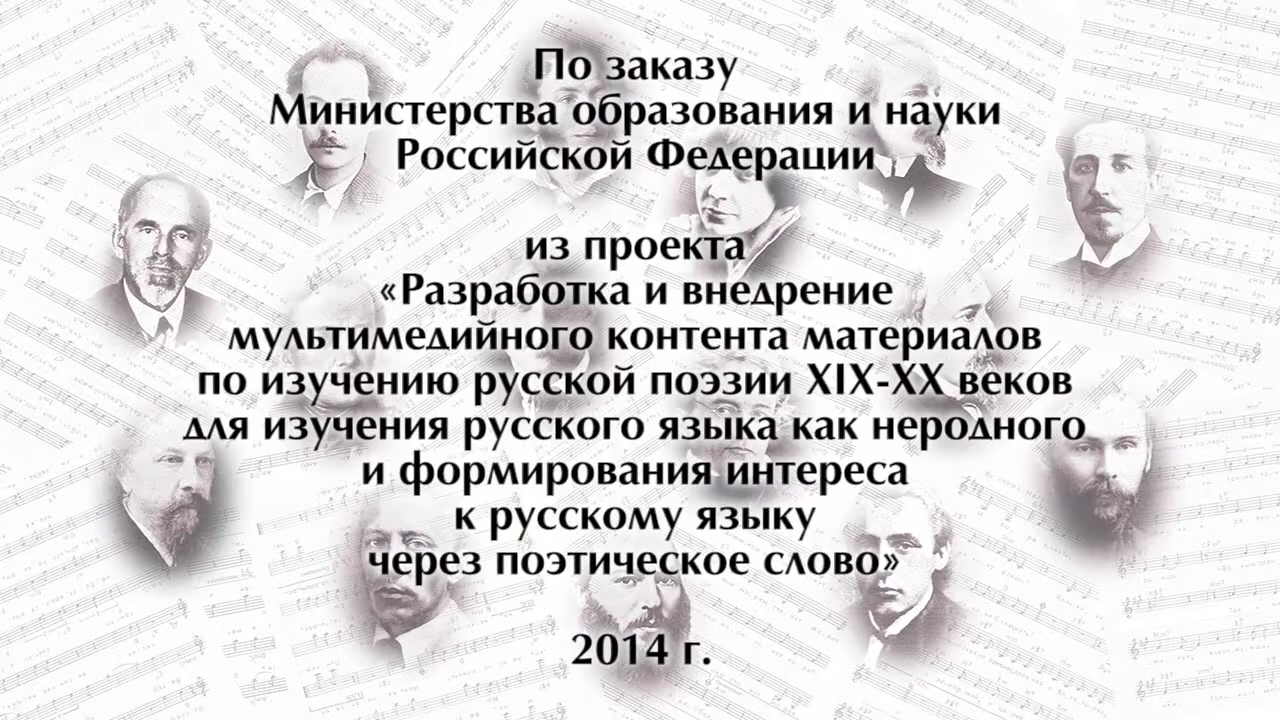 По заказу
Министерства образования и науки
Российской Федерации
из проекта
«Разработка и внедрение
мультимедийного контента материалов
по изучению русской поэзии XIX-XX веков
для изучения русского языка как неродного
и формирования интереса
к русскому языку
через поэтическое слово»
2014 г.